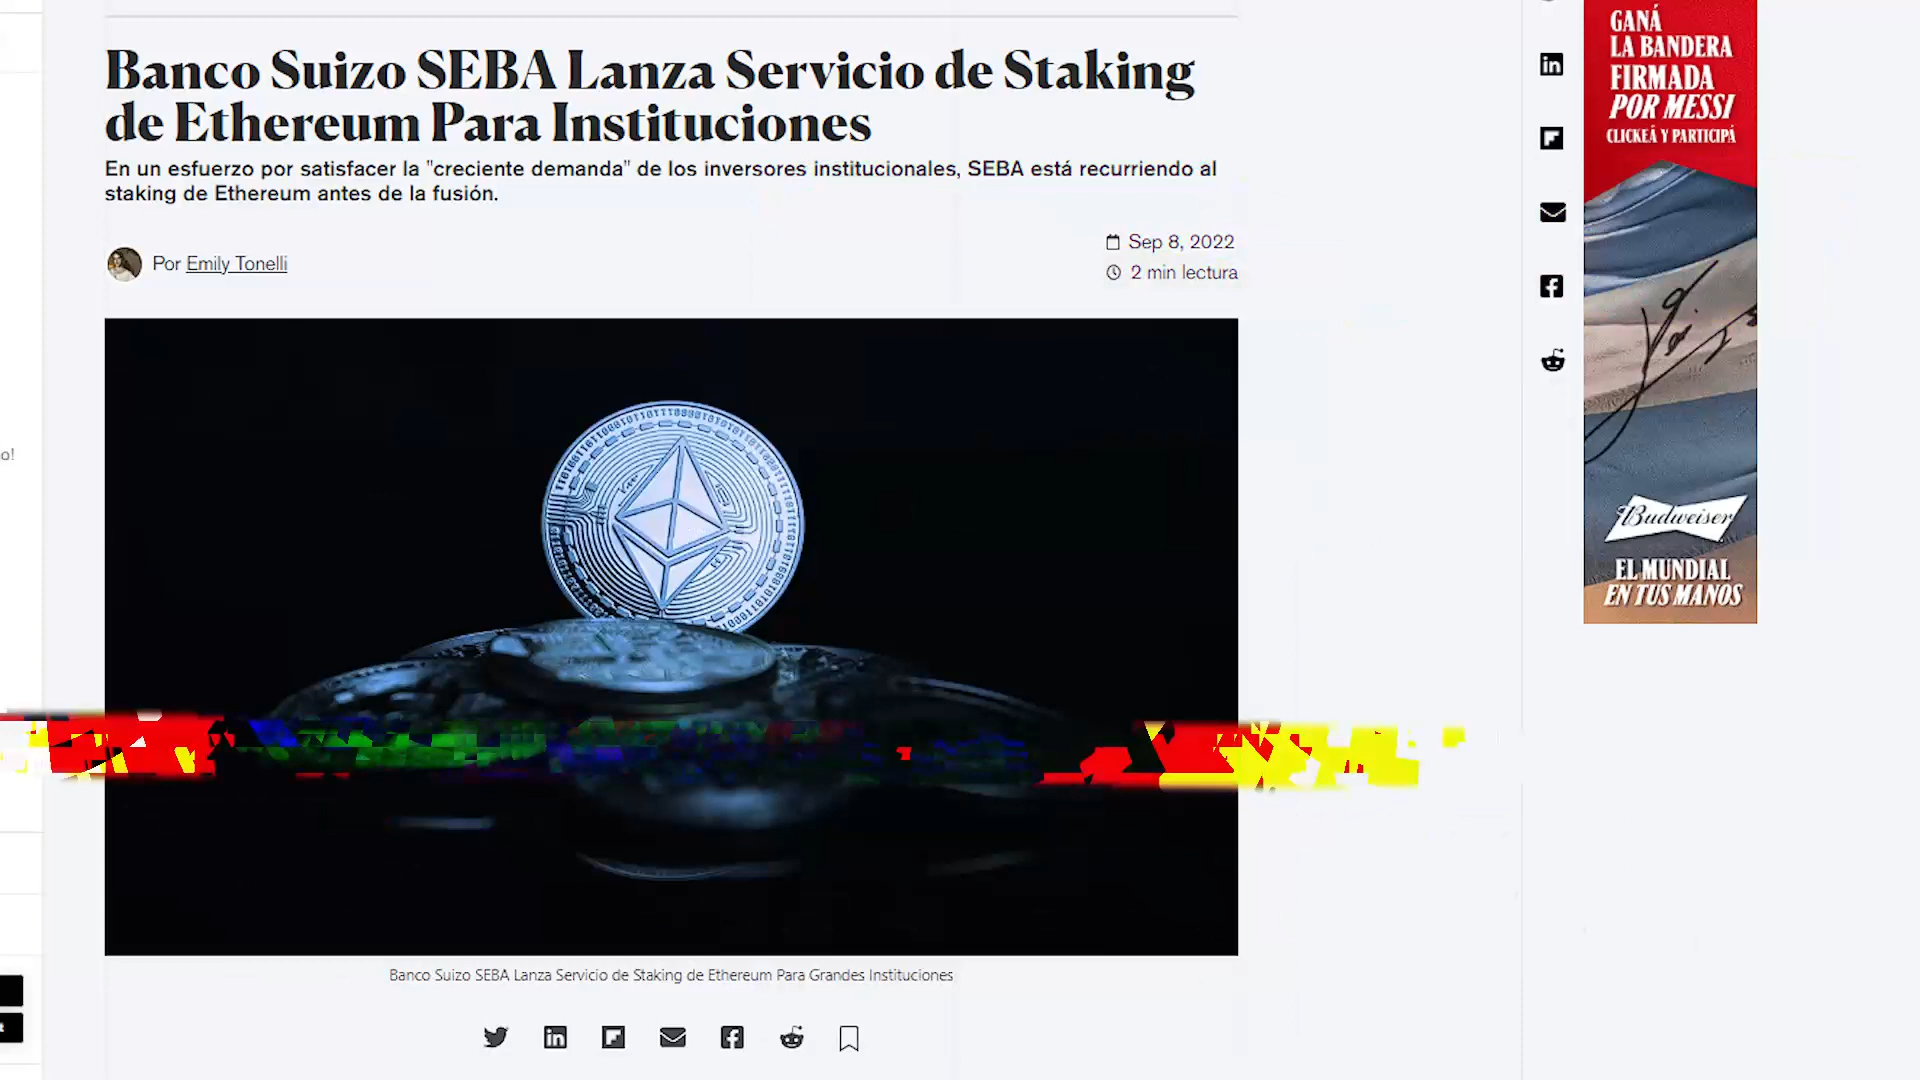 Banco Suizo SEBA Lanza Servicio de Staking
de Ethereum Para Instituciones
En un esfuerzo por satisfacer la "creciente demanda" de los inversores institucionales, SEBA está recurriendo al
staking de Ethereum antes de la fusión.
Por Emily Tonelli
Sep 8, 2022
2 min lectura
Banco Suizo SEBA Lanza Servicio de Staking de Ethereum Para Grandes Instituciones
GANÁ
LA BANDERA
FIRMADA
POR MESSI
CLICKEÁ Y PARTICIPÁ
Budweiser
EL MUNDIAL
EN TUS MANOS